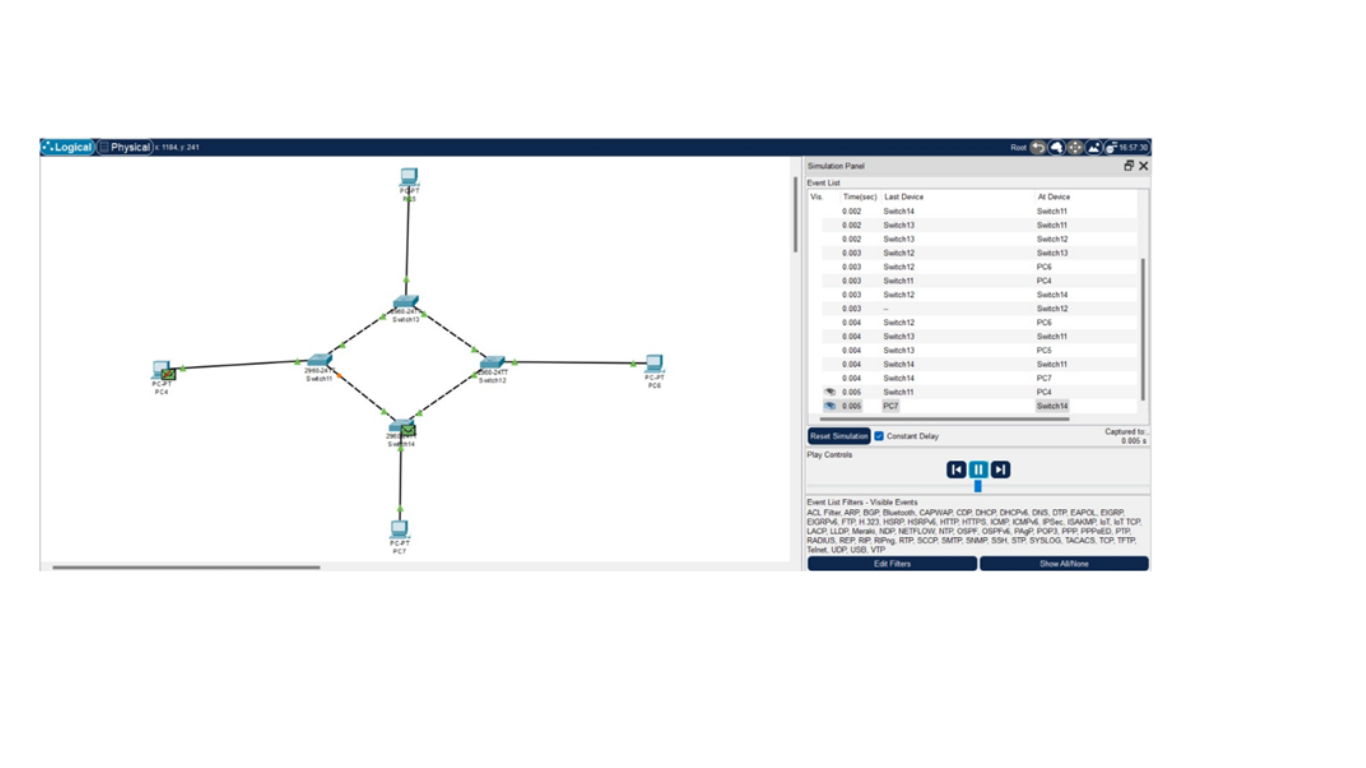 Logical Physical x: 1184, y: 241 Root 16:57:30
PC-PT
Switch13
PC-PT
PC4
Switch11
2960-24TT
Switch12
PC-PT
PC6
PC-PT
PC7
Simulation Panel
Event List
Vis. Time(sec) Last Device At Device
0.002 Switch14 Switch11
0.002 Switch13 Switch11
0.002 Switch13 Switch12
0.003 Switch12 Switch13
0.003 Switch12 PC6
0.003 Switch11 PC4
0.003 Switch12 Switch14
0.003 -- Switch12
0.004 Switch12 PC6
0.004 Switch13 Switch11
0.004 Switch13 PC5
0.004 Switch14 Switch11
0.004 Switch14 PC7
0.005 Switch11 PC4
0.005 PC7 Switch14
Reset Simulation Constant Delay Captured to:
0.005 s
Play Controls
Event List Filters - Visible Events
ACL Filter, ARP, BGP, Bluetooth, CAPWAP, CDP, DHCP, DHCPv6, DNS, DTP, EAPOL, EIGRP,
EIGRPv6, FTP, H.323, HSRP, HSRPv6, HTTP, HTTPS, ICMP, ICMPv6, IPSec, ISAKMP, IoT, IoT TCP,
LACP, LLDP, Meraki, NDP, NETFLOW, NTP, OSPF, OSPFv6, PAgP, POP3, PPP, PPPoED, PTP,
RADIUS, REP, RIP, RIPng, RTP, SCCP, SMTP, SNMP, SSH, STP, SYSLOG, TACACS, TCP, TFTP,
Telnet, UDP, USB, VTP
Edit Filters Show All/None